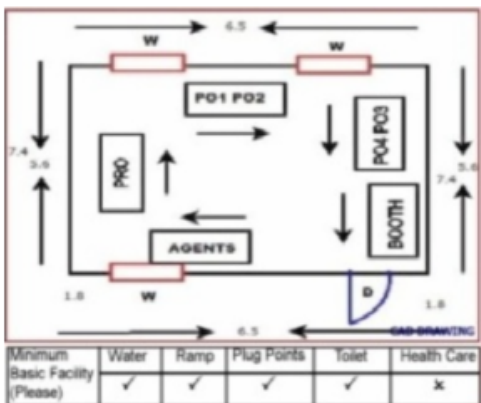 6.5
W
W
PO1 PO2
PO4 PO3
7.4
5.6
PRO
5.6
7.4
BOOTH
AGENTS
1.8
W
D
1.8
6.5
CAD DRAWING
Minimum Basic Facility (Please)
Water
Ramp
Plug Points
Toilet
Health Care
✓
✓
✓
✓
x